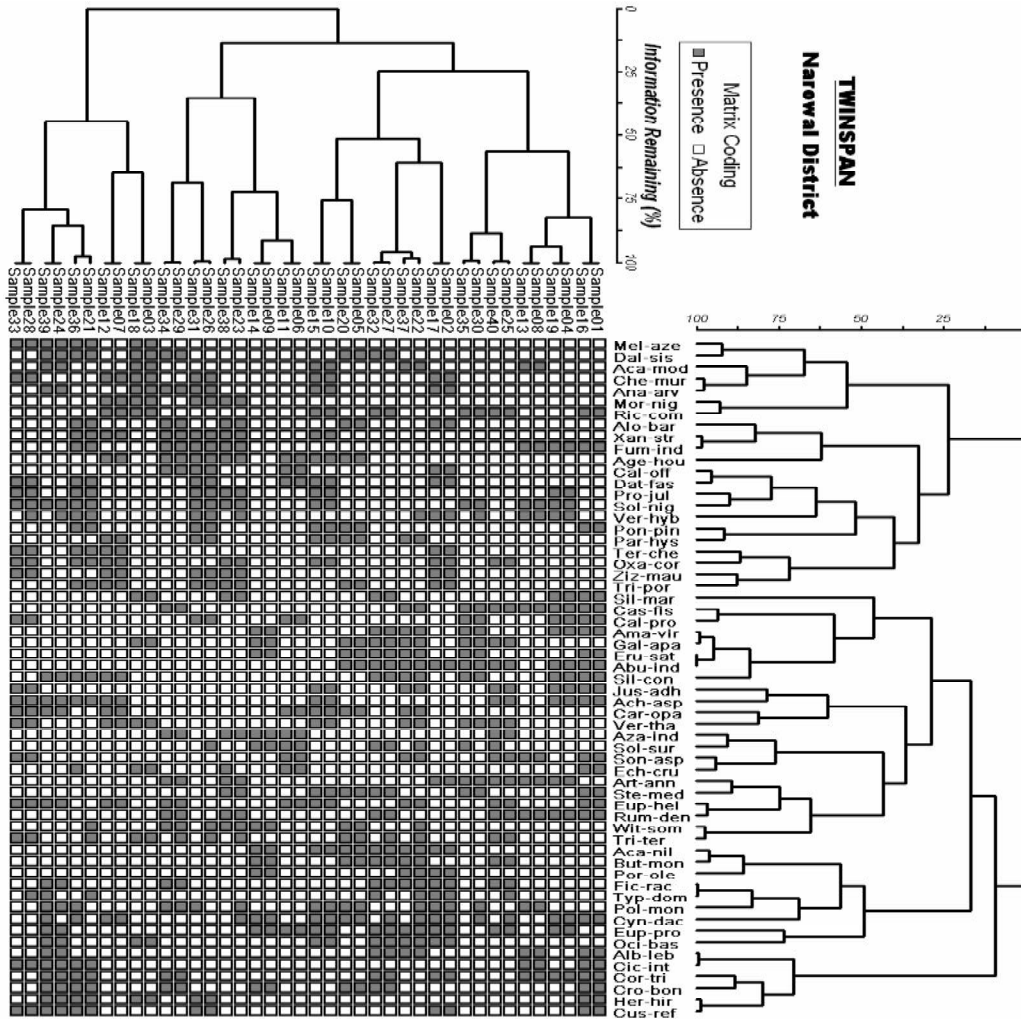 TWINSPAN
Narowal District
Matrix Coding
Presence Absence
Information Remaining (%)
0
25
50
75
100
Sample33
Sample28
Sample39
Sample24
Sample36
Sample21
Sample12
Sample07
Sample18
Sample03
Sample34
Sample29
Sample31
Sample26
Sample38
Sample23
Sample14
Sample09
Sample11
Sample06
Sample15
Sample10
Sample20
Sample05
Sample32
Sample27
Sample37
Sample22
Sample17
Sample02
Sample35
Sample30
Sample40
Sample25
Sample13
Sample08
Sample19
Sample04
Sample16
Sample01
100 75 50 25
Mel-aze
Dal-sis
Aca-mod
Che-mur
Ana-arv
Mor-nig
Ric-com
Alo-bar
Xan-str
Fum-ind
Age-hou
Cal-off
Dat-fas
Pro-jul
Sol-nig
Ver-hyb
Pon-pin
Par-hys
Ter-che
Oxa-cor
Ziz-mau
Tri-por
Sil-mar
Cas-fis
Cal-pro
Ama-vir
Gal-apa
Eru-sat
Abu-ind
Sil-con
Jus-adh
Ach-asp
Car-opa
Ver-tha
Aza-ind
Sol-sur
Son-asp
Ech-cru
Art-ann
Ste-med
Eup-hel
Rum-den
Wit-som
Tri-ter
Aca-nil
But-mon
Por-ole
Fic-rac
Typ-dom
Pol-mon
Cyn-dac
Eup-pro
Oci-bas
Alb-leb
Cic-int
Cor-tri
Cro-bon
Her-hir
Cus-ref